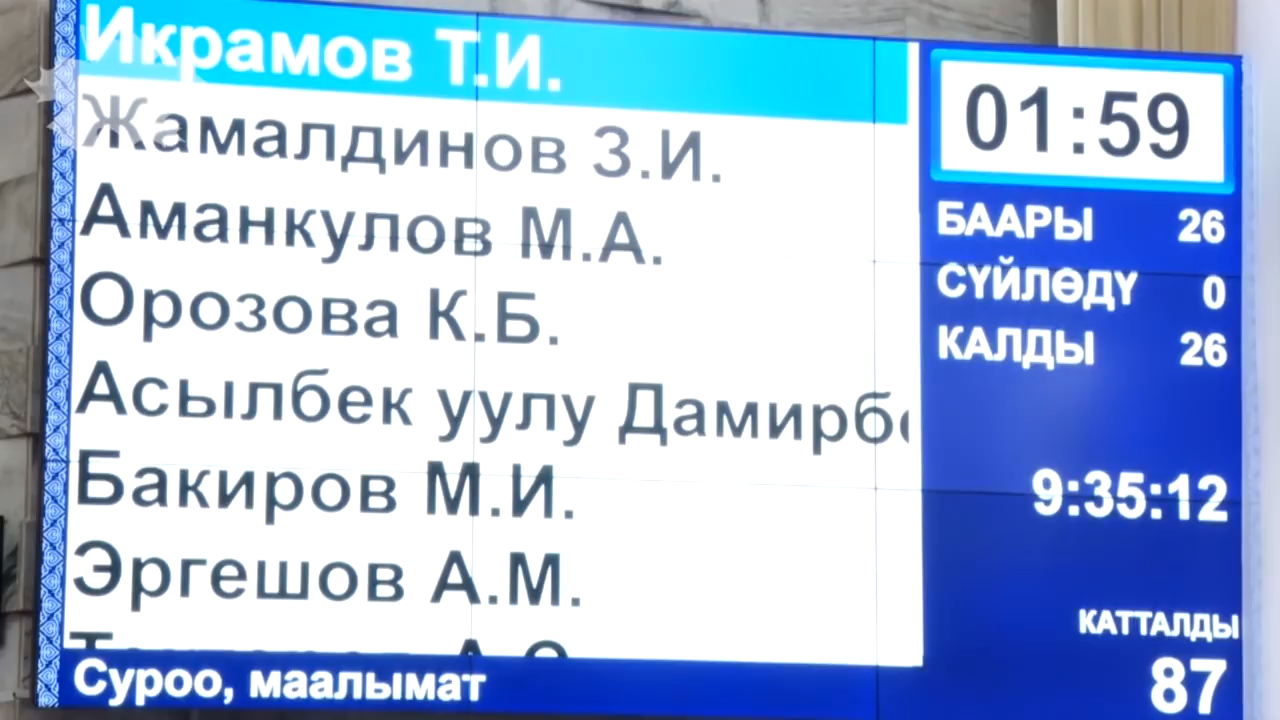 Икрамов Т.И.
Жамалдинов З.И.
Аманкулов М.А.
Орозова К.Б.
Асылбек уулу Дамирб
Бакиров М.И.
Эргешов А.М.
Суроо, маалымат
01:59
БААРЫ 26
СҮЙЛӨДҮ 0
КАЛДЫ 26
9:35:12
КАТТАЛДЫ
87